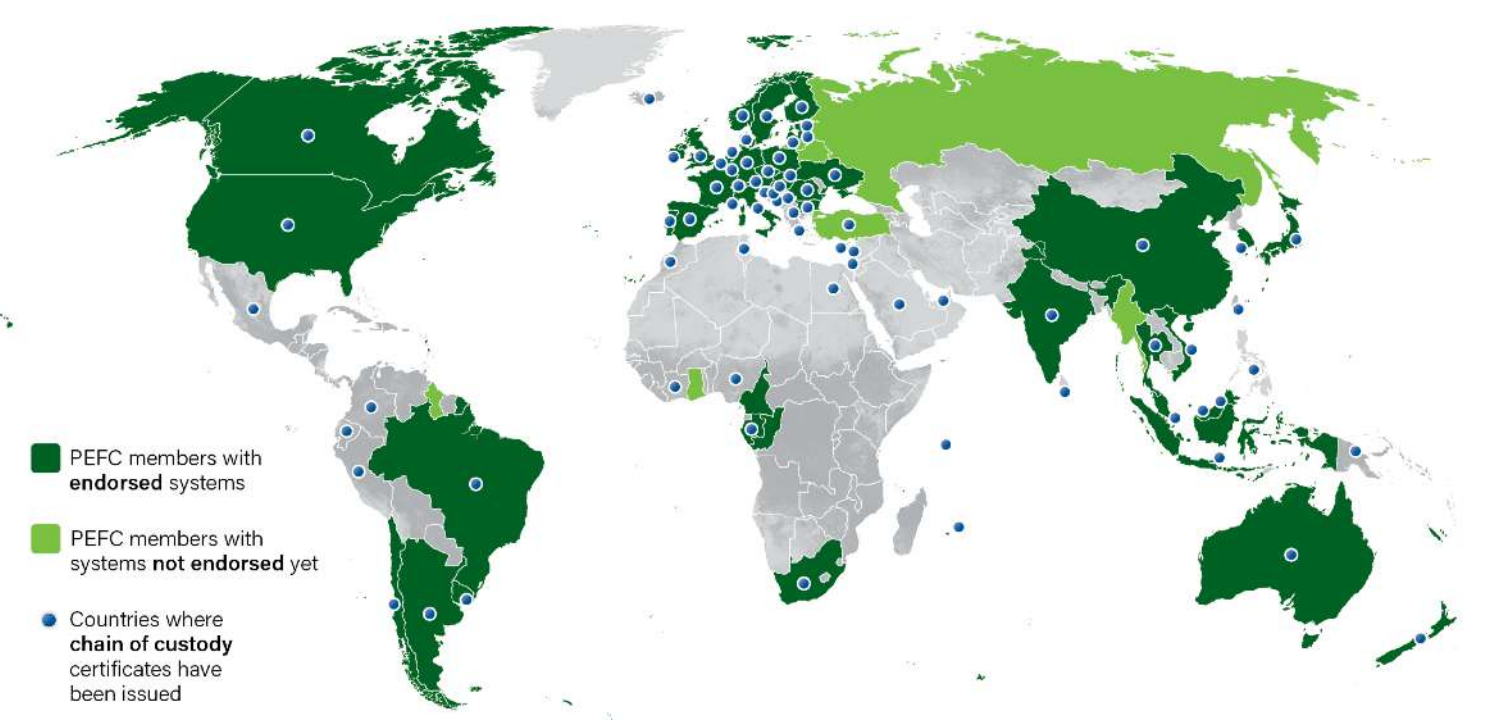 PEFC members with
endorsed systems
PEFC members with
systems not endorsed yet
Countries where
chain of custody
certificates have
been issued